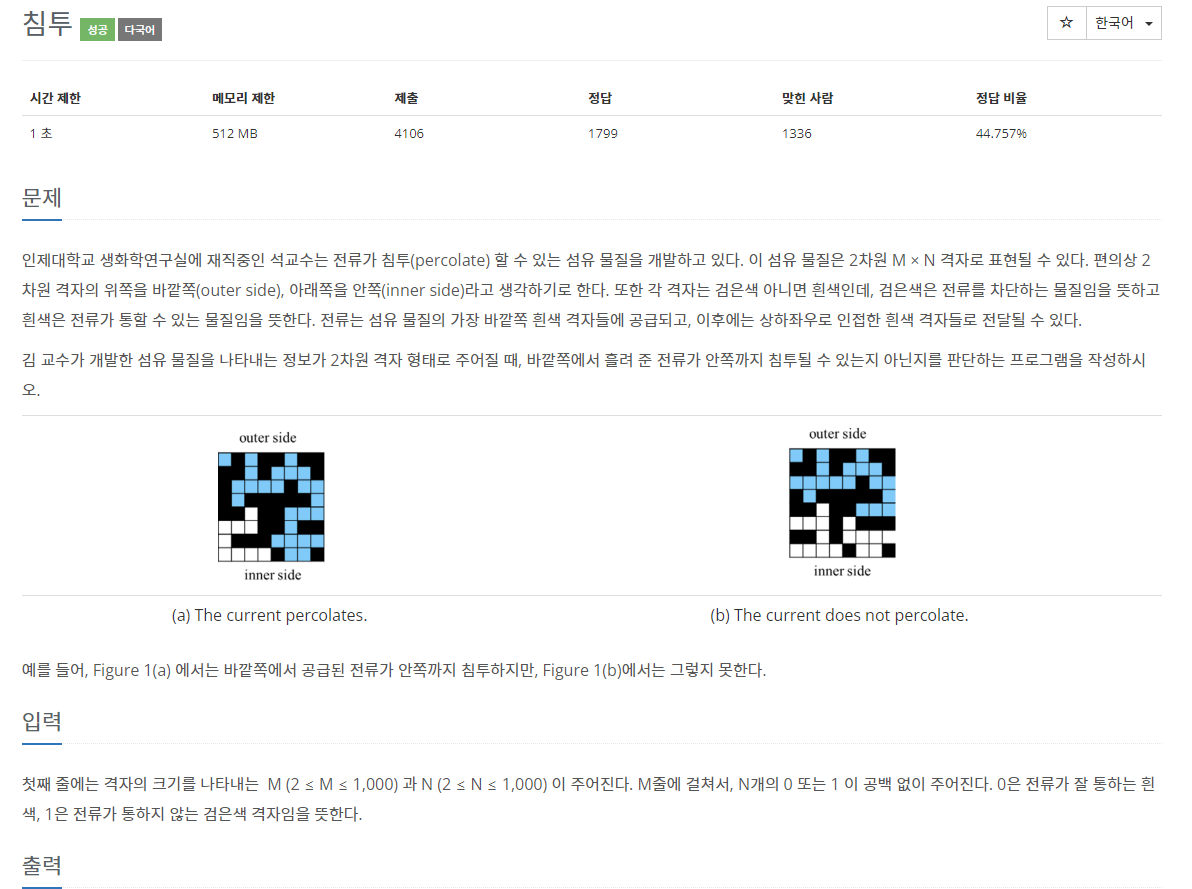 침투 성공 다국어
☆ 한국어
시간 제한 메모리 제한 제출 정답 맞힌 사람 정답 비율
1 초 512 MB 4106 1799 1336 44.757%
문제
인제대학교 생화학연구실에 재직중인 석교수는 전류가 침투(percolate) 할 수 있는 섬유 물질을 개발하고 있다. 이 섬유 물질은 2차원 M × N 격자로 표현될 수 있다. 편의상 2
차원 격자의 위쪽을 바깥쪽(outer side), 아래쪽을 안쪽(inner side)라고 생각하기로 한다. 또한 각 격자는 검은색 아니면 흰색인데, 검은색은 전류를 차단하는 물질임을 뜻하고
흰색은 전류가 통할 수 있는 물질임을 뜻한다. 전류는 섬유 물질의 가장 바깥쪽 흰색 격자들에 공급되고, 이후에는 상하좌우로 인접한 흰색 격자들로 전달될 수 있다.
김 교수가 개발한 섬유 물질을 나타내는 정보가 2차원 격자 형태로 주어질 때, 바깥쪽에서 흘려 준 전류가 안쪽까지 침투될 수 있는지 아닌지를 판단하는 프로그램을 작성하시
오.
outer side outer side
inner side inner side
(a) The current percolates. (b) The current does not percolate.
예를 들어, Figure 1(a) 에서는 바깥쪽에서 공급된 전류가 안쪽까지 침투하지만, Figure 1(b)에서는 그렇지 못한다.
입력
첫째 줄에는 격자의 크기를 나타내는  M (2 ≤ M ≤ 1,000) 과 N (2 ≤ N ≤ 1,000) 이 주어진다. M줄에 걸쳐서, N개의 0 또는 1 이 공백 없이 주어진다. 0은 전류가 잘 통하는 흰
색, 1은 전류가 통하지 않는 검은색 격자임을 뜻한다.
출력